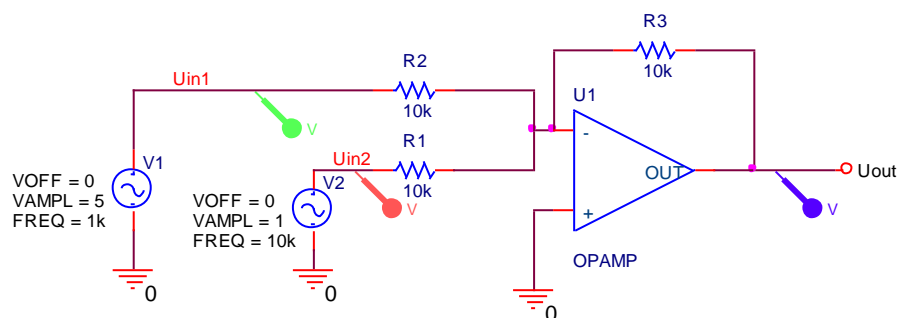 R3
10k
R2
Uin1
10k
U1
V
R1
-
V1
Uin2
VOFF = 0
VAMPL = 5
FREQ = 1k
V2
10k
OUT
Uout
VOFF = 0
VAMPL = 1
FREQ = 10k
V
+
V
OPAMP
0
0
0